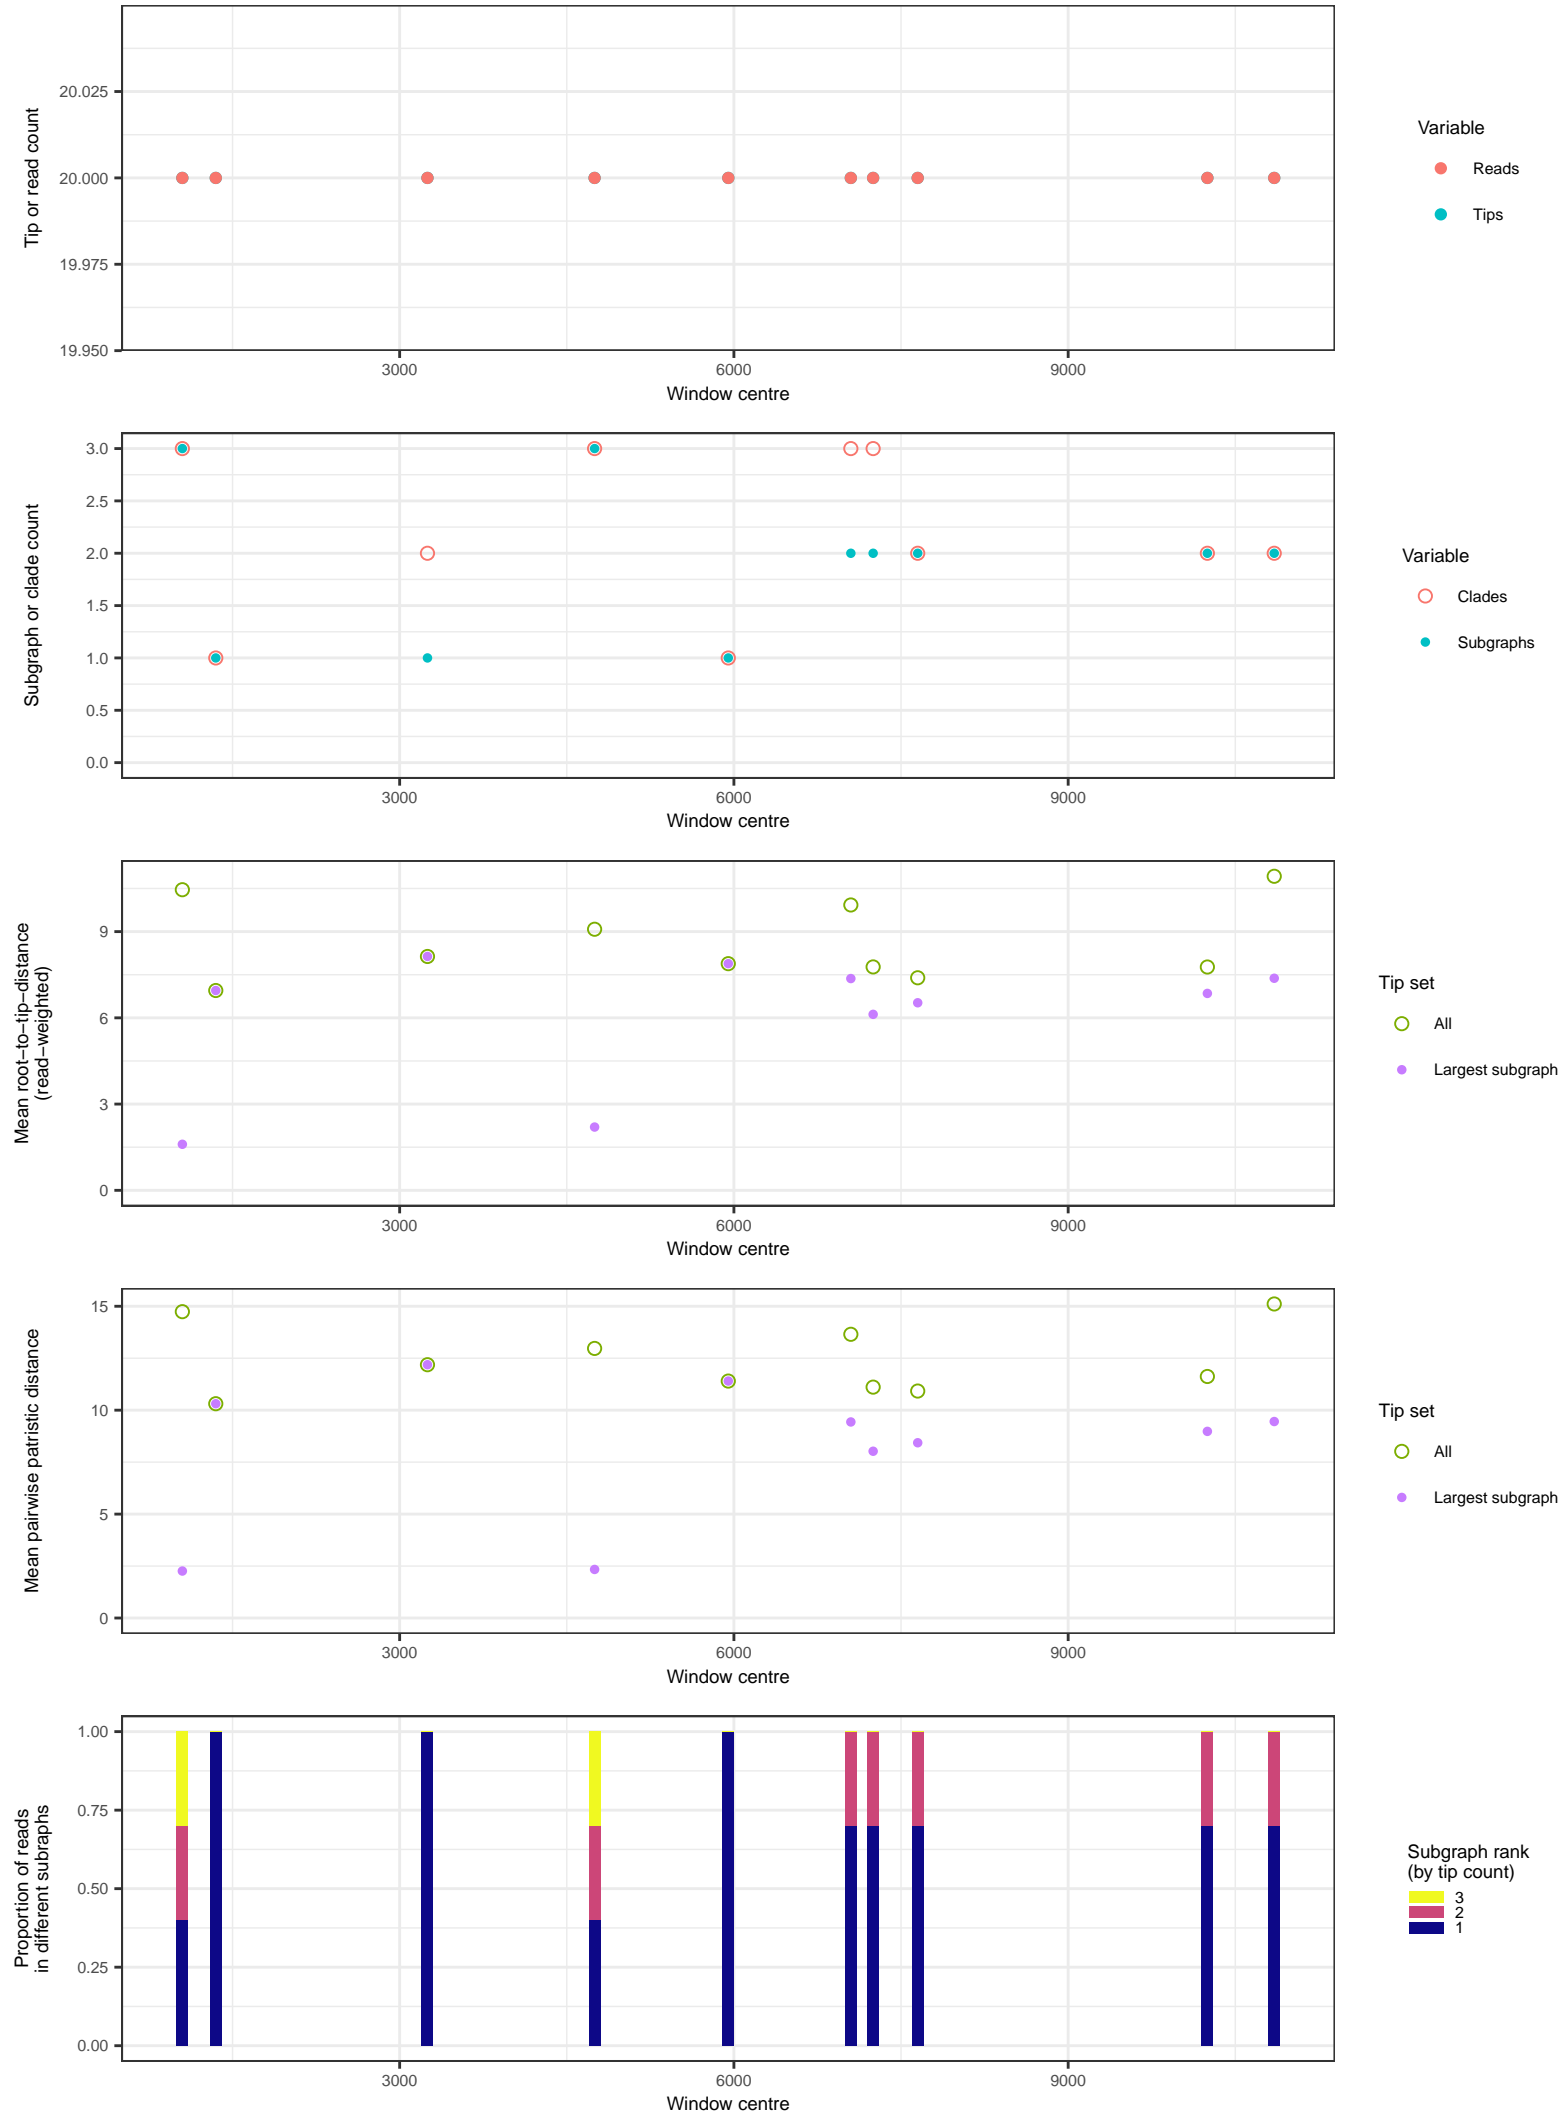 Tip or read count
20.025
20.000
19.975
19.950
3000 6000 9000
Window centre
Variable
Reads
Tips
Subgraph or clade count
3.0
2.5
2.0
1.5
1.0
0.5
0.0
3000 6000 9000
Window centre
Variable
Clades
Subgraphs
Mean root−to−tip−distance
(read−weighted)
9
6
3
0
3000 6000 9000
Window centre
Tip set
All
Largest subgraph
Mean pairwise patristic distance
15
10
5
0
3000 6000 9000
Window centre
Tip set
All
Largest subgraph
Proportion of reads
in different subraphs
1.00
0.75
0.50
0.25
0.00
3000 6000 9000
Window centre
Subgraph rank
(by tip count)
3
2
1